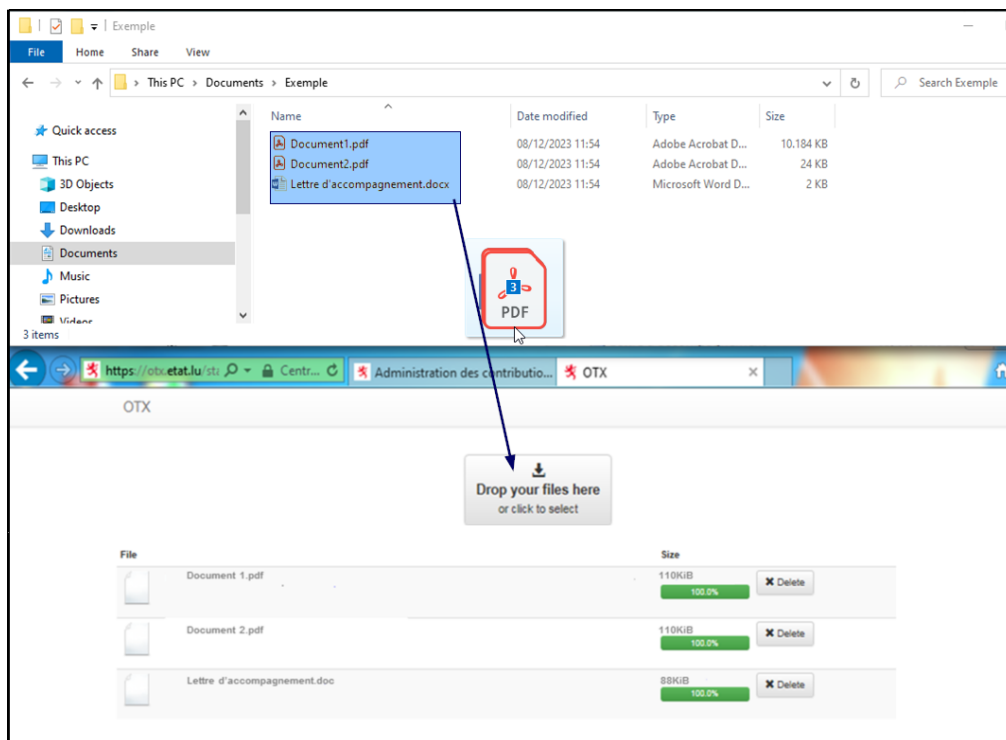 Exemple
File Home Share View
This PC Documents Exemple Search Exemple
Name Date modified Type Size
Quick access
This PC
3D Objects
Desktop
Downloads
Documents
Music
Pictures
Videos
Document1.pdf 08/12/2023 11:54 Adobe Acrobat D... 10.184 KB
Document2.pdf 08/12/2023 11:54 Adobe Acrobat D... 24 KB
Lettre d'accompagnement.docx 08/12/2023 11:54 Microsoft Word D... 2 KB
3
PDF
3 items
https://otx.etat.lu/st Centr... Administration des contributio... OTX
OTX
Drop your files here
or click to select
File Size
Document 1.pdf 110KiB Delete
100.0%
Document 2.pdf 110KiB Delete
100.0%
Lettre d'accompagnement.doc 88KiB Delete
100.0%